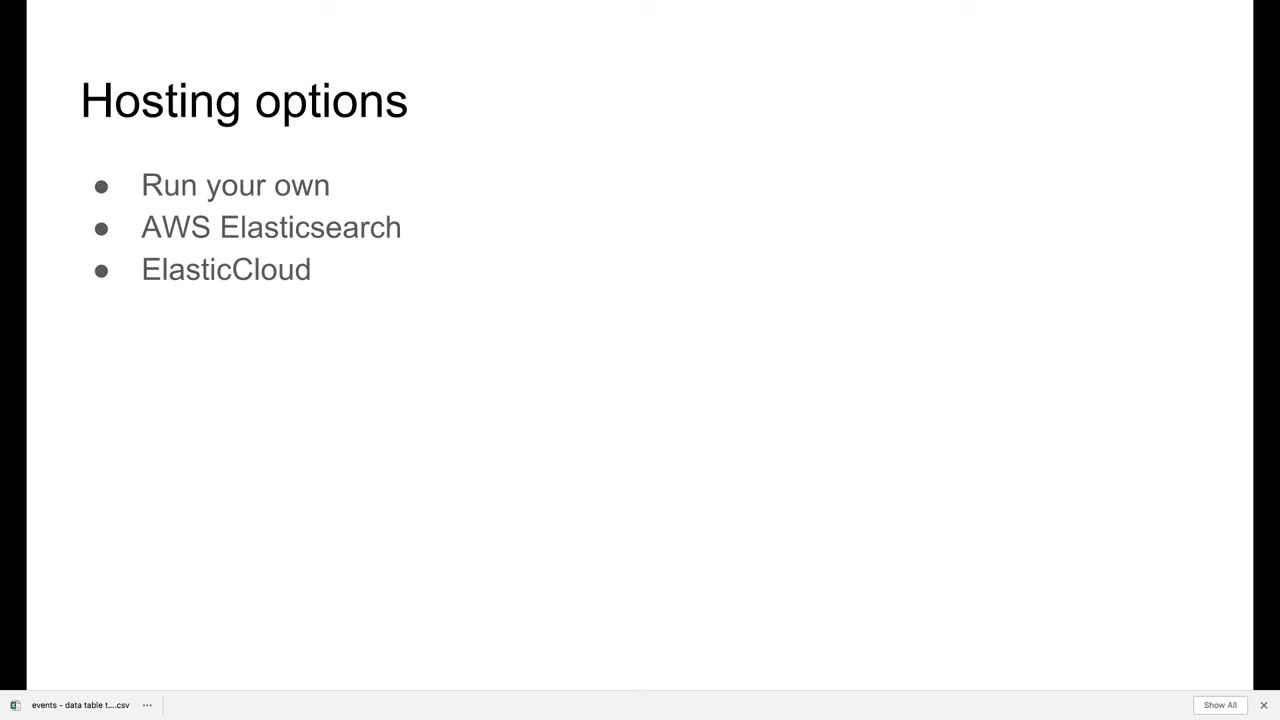 Hosting options
● Run your own
● AWS Elasticsearch
● ElasticCloud
events - data table t....csv
Show All